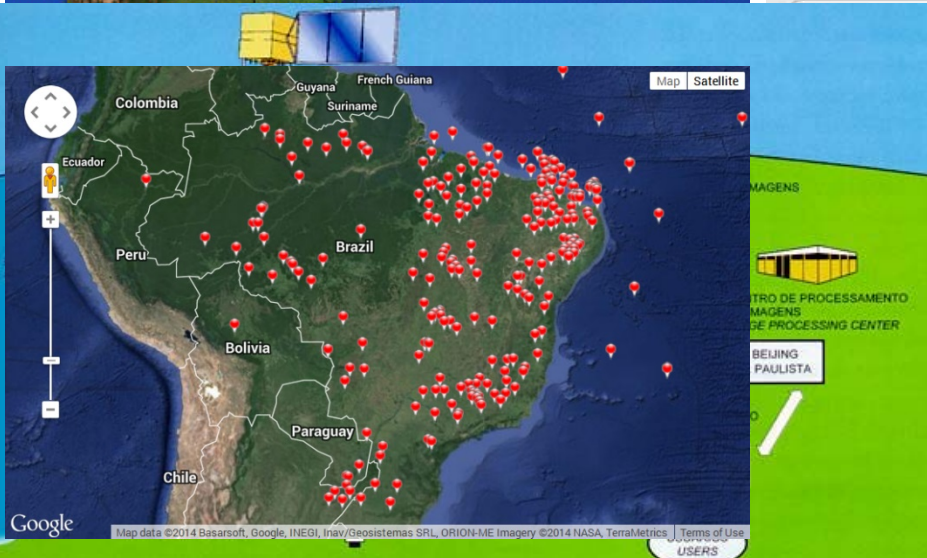 Guyana
French Guiana
Suriname
Colombia
Map
Satellite
Ecuador
MAGENS
Peru
Brazil
TRO DE PROCESSAMENTO
MAGENS
GE PROCESSING CENTER
Bolivia
BEIJING
PAULISTA
O
Paraguay
Chile
Google
Map data ©2014 Basarsoft, Google, INEGI, Inav/Geosistemas SRL, ORION-ME Imagery ©2014 NASA, TerraMetrics
Terms of Use
USERS